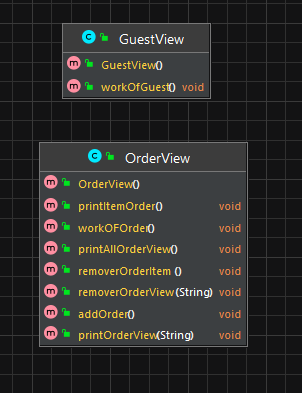 GuestView
GuestView()
workOfGuest() void
OrderView
OrderView()
printItemOrder() void
workOFOrder() void
printAllOrderView() void
removerOrderItem () void
removerOrderView (String) void
addOrder() void
printOrderView(String) void